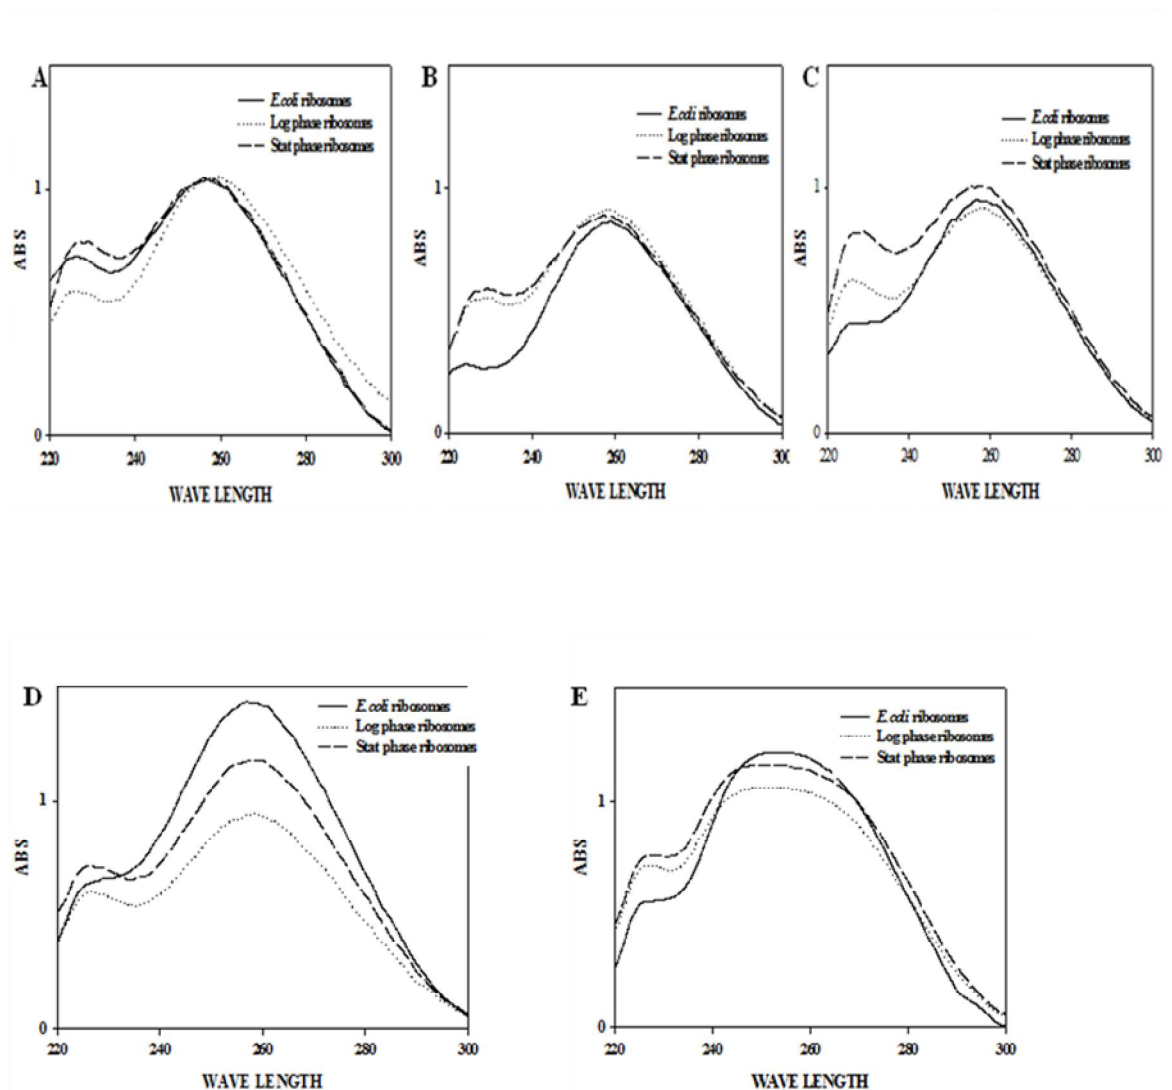 A
E.coli ribosomes
Log phase ribosomes
Stat phase ribosomes
1
ABS
0
220 240 260 280 300
WAVE LENGTH
B
E.coli ribosomes
Log phase ribosomes
Stat phase ribosomes
1
ABS
0
220 240 260 280 300
WAVE LENGTH
C
E.coli ribosomes
Log phase ribosomes
Stat phase ribosomes
1
ABS
0
220 240 260 280 300
WAVE LENGTH
D
E.coli ribosomes
Log phase ribosomes
Stat phase ribosomes
1
ABS
0
220 240 260 280 300
WAVE LENGTH
E
E.coli ribosomes
Log phase ribosomes
Stat phase ribosomes
1
ABS
0
220 240 260 280 300
WAVE LENGTH